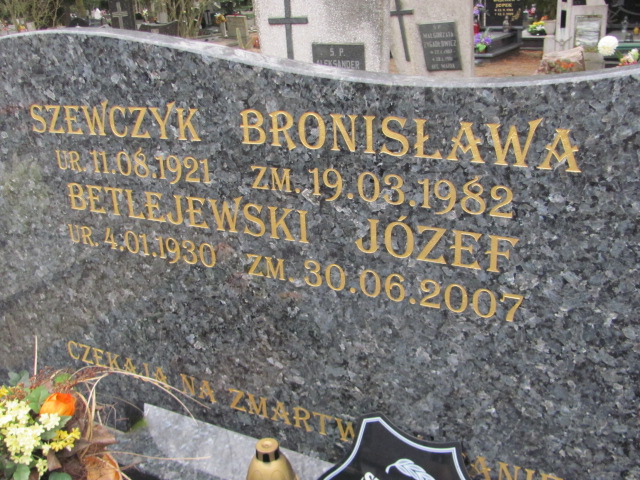 SZEWCZYK BRONISŁAWA
UR. 11.08.1921 ZM. 19.03.1982
BETLEJEWSKI JÓZEF
UR. 4.01.1930 ZM. 30.06.2007
CZEKAJĄ NA
S.P.
ALEKSANDER